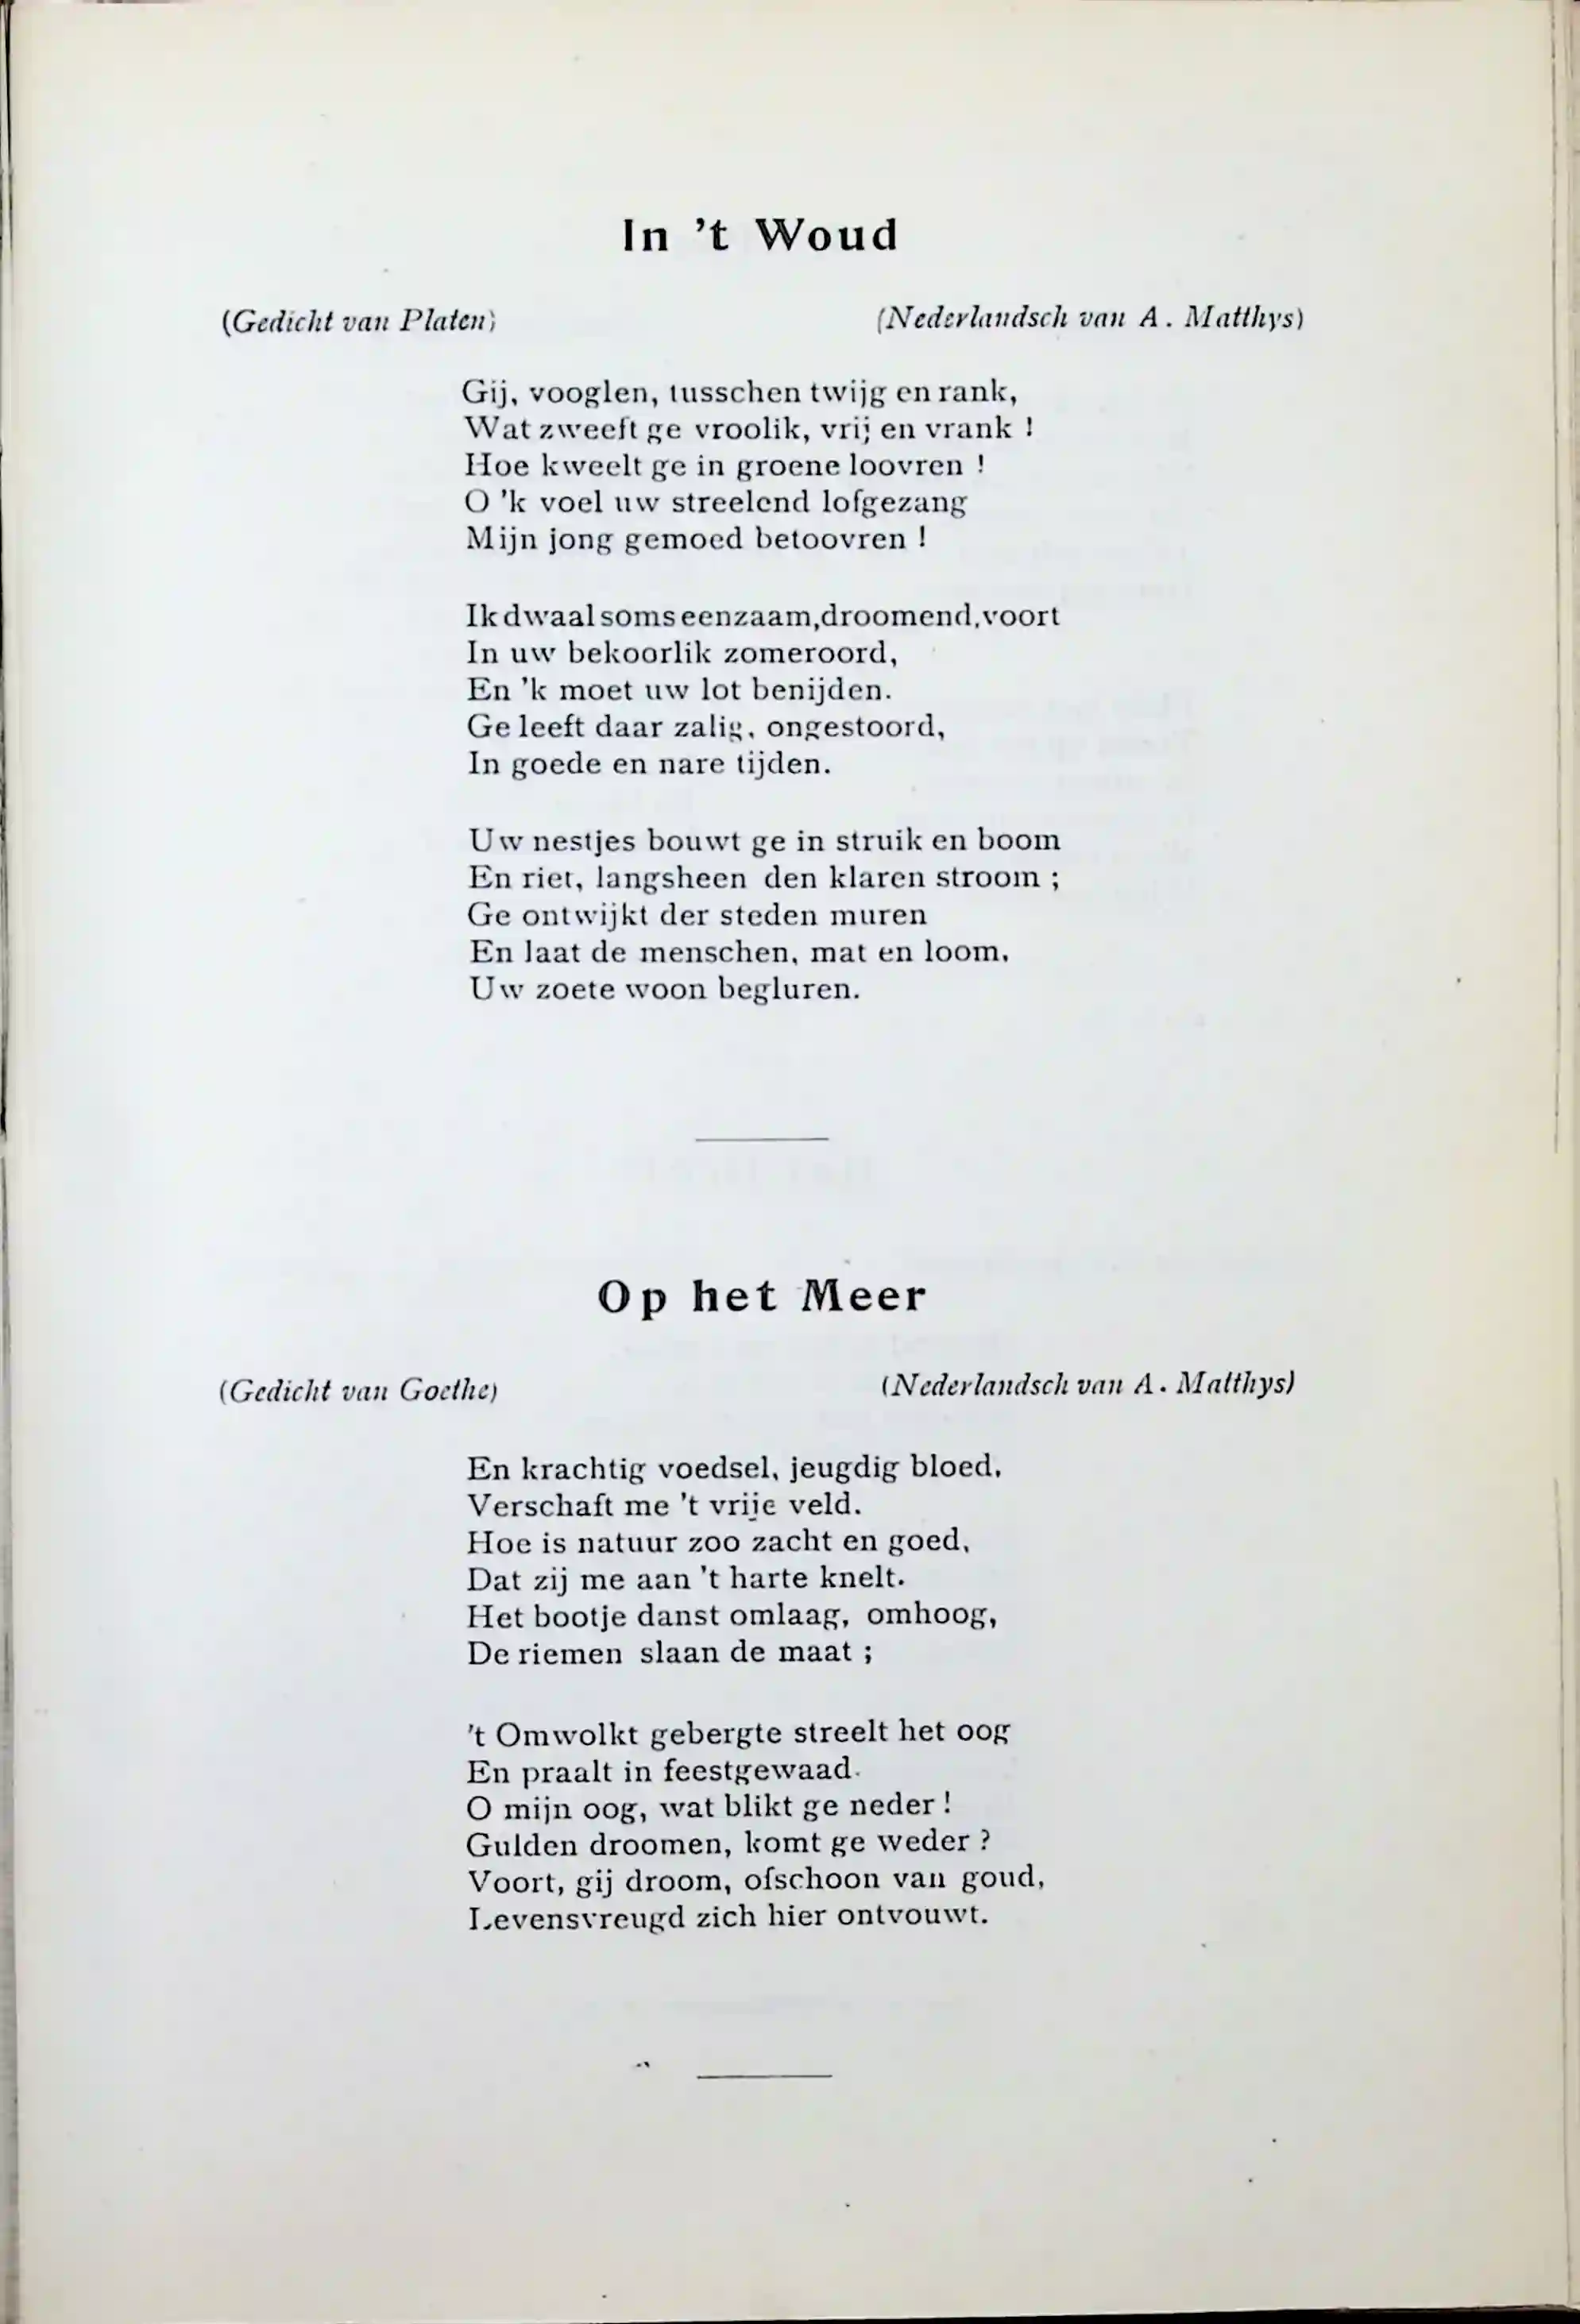 In 't Woud
(Gedicht van Platen) (Nederlandsch van A. Matthys)
Gij, vooglen, tusschen twijg en rank,
Wat zweeft ge vroolik, vrij en vrank !
Hoe kweelt ge in groene loovren !
O 'k voel uw streelend lofgezang
Mijn jong gemoed betoovren !
Ik dwaal soms eenzaam, droomend, voort
In uw bekoorlik zomeroord,
En 'k moet uw lot benijden.
Ge leeft daar zalig, ongestoord,
In goede en nare tijden.
Uw nestjes bouwt ge in struik en boom
En riet, langsheen den klaren stroom ;
Ge ontwijkt der steden muren
En laat de menschen, mat en loom,
Uw zoete woon begluren.
Op het Meer
(Gedicht van Goethe) (Nederlandsch van A. Matthys)
En krachtig voedsel, jeugdig bloed,
Verschaft me 't vrije veld.
Hoe is natuur zoo zacht en goed,
Dat zij me aan 't harte knelt.
Het bootje danst omlaag, omhoog,
De riemen slaan de maat ;
't Omwolkt gebergte streelt het oog
En praalt in feestgewaad.
O mijn oog, wat blikt ge neder !
Gulden droomen, komt ge weder ?
Voort, gij droom, ofschoon van goud,
Levensvreugd zich hier ontvouwt.